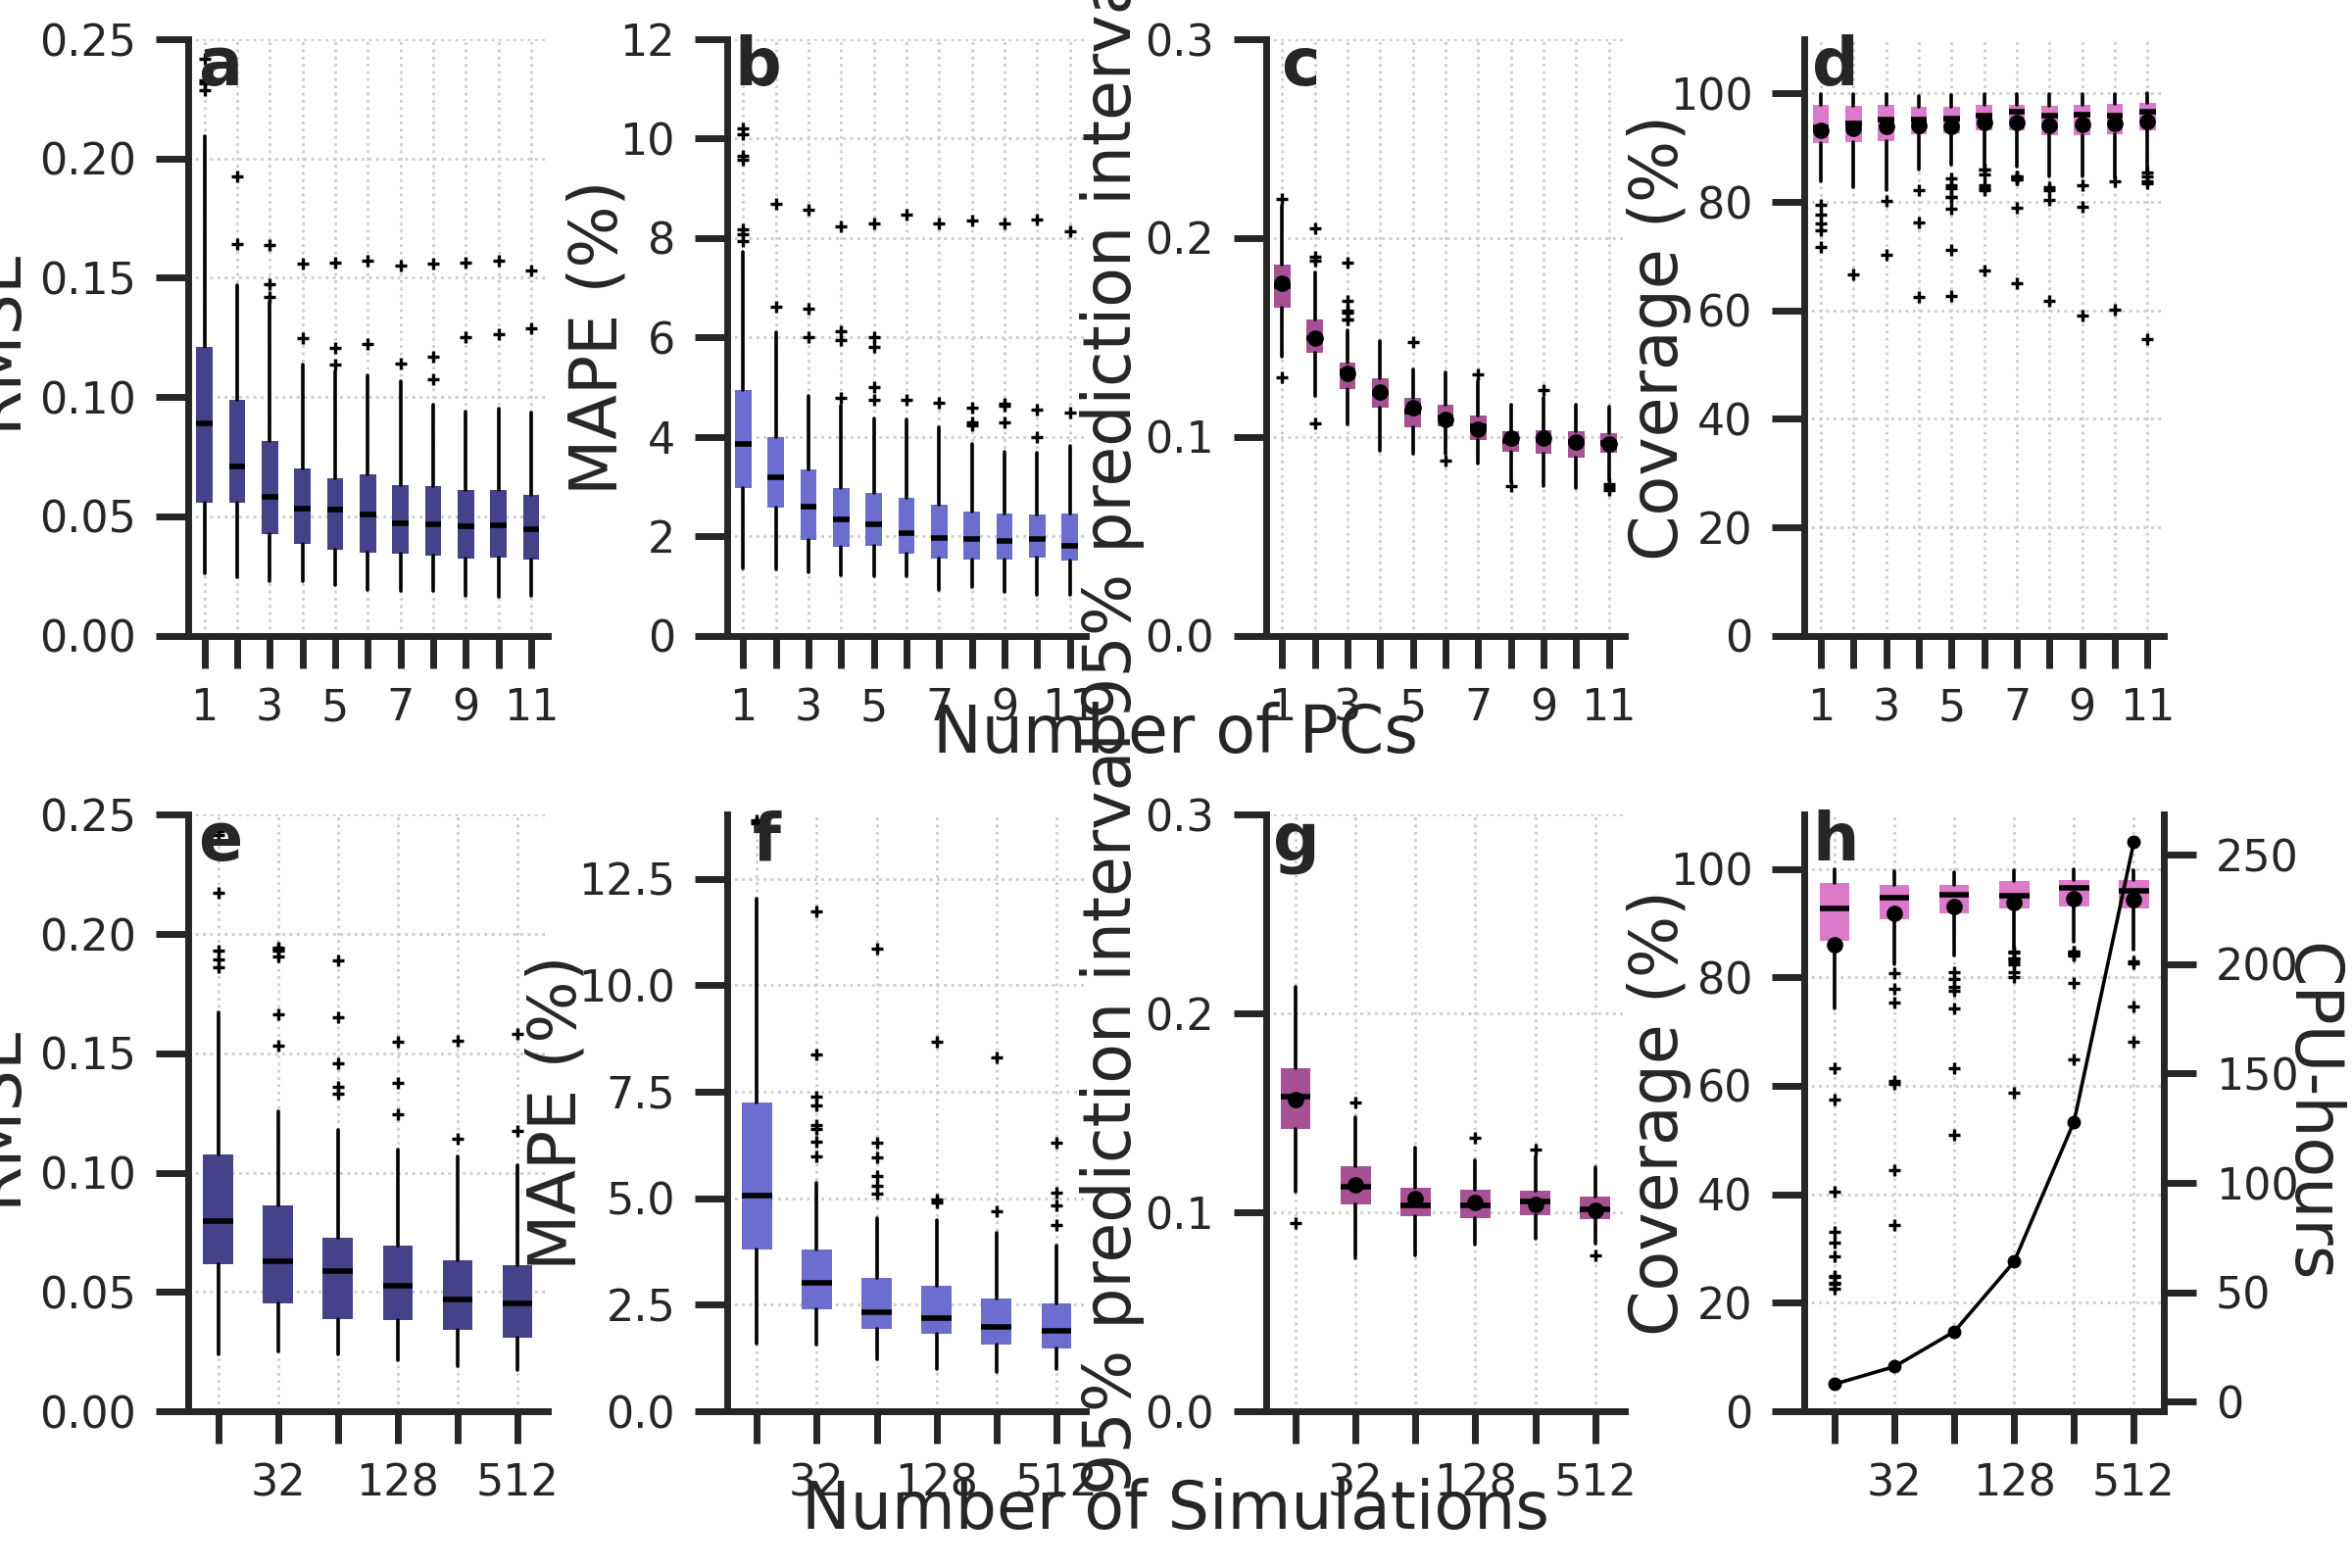 a
0.25
0.20
0.15
0.10
0.05
0.00
RMSE
1 3 5 7 9 11
b
12
10
8
6
4
2
0
MAPE (%)
1 3 5 7 9 11
c
0.3
0.2
0.1
0.0
95% prediction interval
1 3 5 7 9 11
d
100
80
60
40
20
0
Coverage (%)
1 3 5 7 9 11
Number of PCs
e
0.25
0.20
0.15
0.10
0.05
0.00
RMSE
32 128 512
f
12.5
10.0
7.5
5.0
2.5
0.0
MAPE (%)
32 128 512
g
0.3
0.2
0.1
0.0
95% prediction interval
32 128 512
h
100
80
60
40
20
0
Coverage (%)
250
200
150
100
50
0
CPU-hours
32 128 512
Number of Simulations